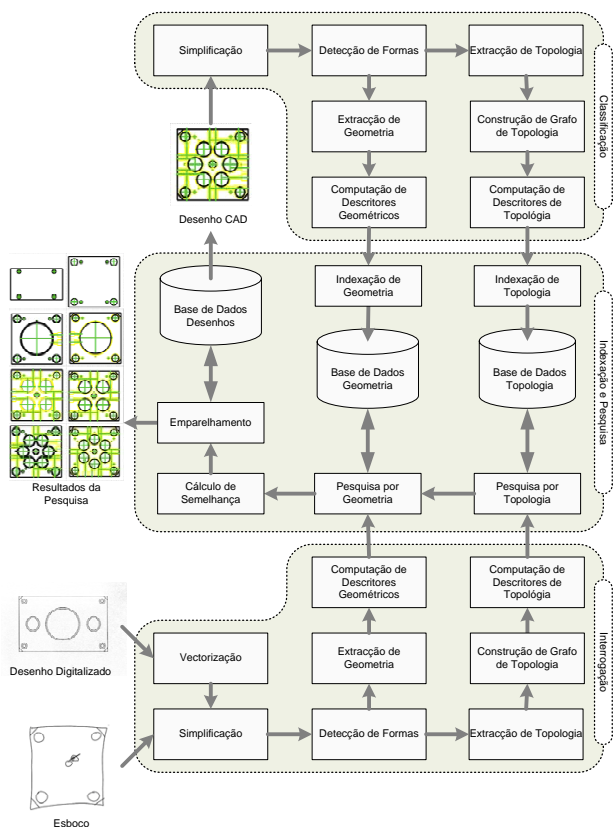 Simplificação
Detecção de Formas
Extracção de Topologia
Extracção de
Geometria
Construção de Grafo
de Topologia
Classificação
Computação de
Descritores
Geométricos
Computação de
Descritores de
Topológia
Desenho CAD
Indexação de
Geometria
Indexação de
Topologia
Base de Dados
Desenhos
Base de Dados
Geometria
Base de Dados
Topologia
Indexação e Pesquisa
Emparelhamento
Resultados da
Pesquisa
Cálculo de
Semelhança
Pesquisa por
Geometria
Pesquisa por
Topologia
Computação de
Descritores
Geométricos
Computação de
Descritores de
Topológia
Interrogação
Desenho Digitalizado
Vectorização
Extracção de
Geometria
Construção de Grafo
de Topologia
Simplificação
Detecção de Formas
Extracção de Topologia
Esboço